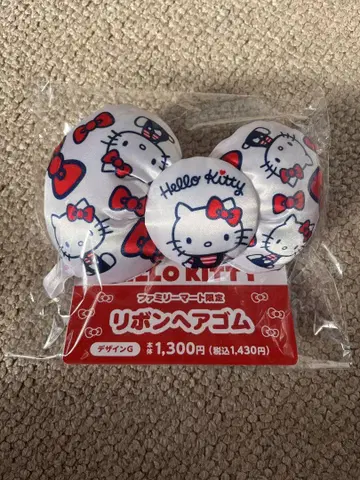 Hello Kitty
HELLO KITTY
ファミリーマート限定
リボンヘアゴム
デザインG 本体 1,300円 (税込1,430円)